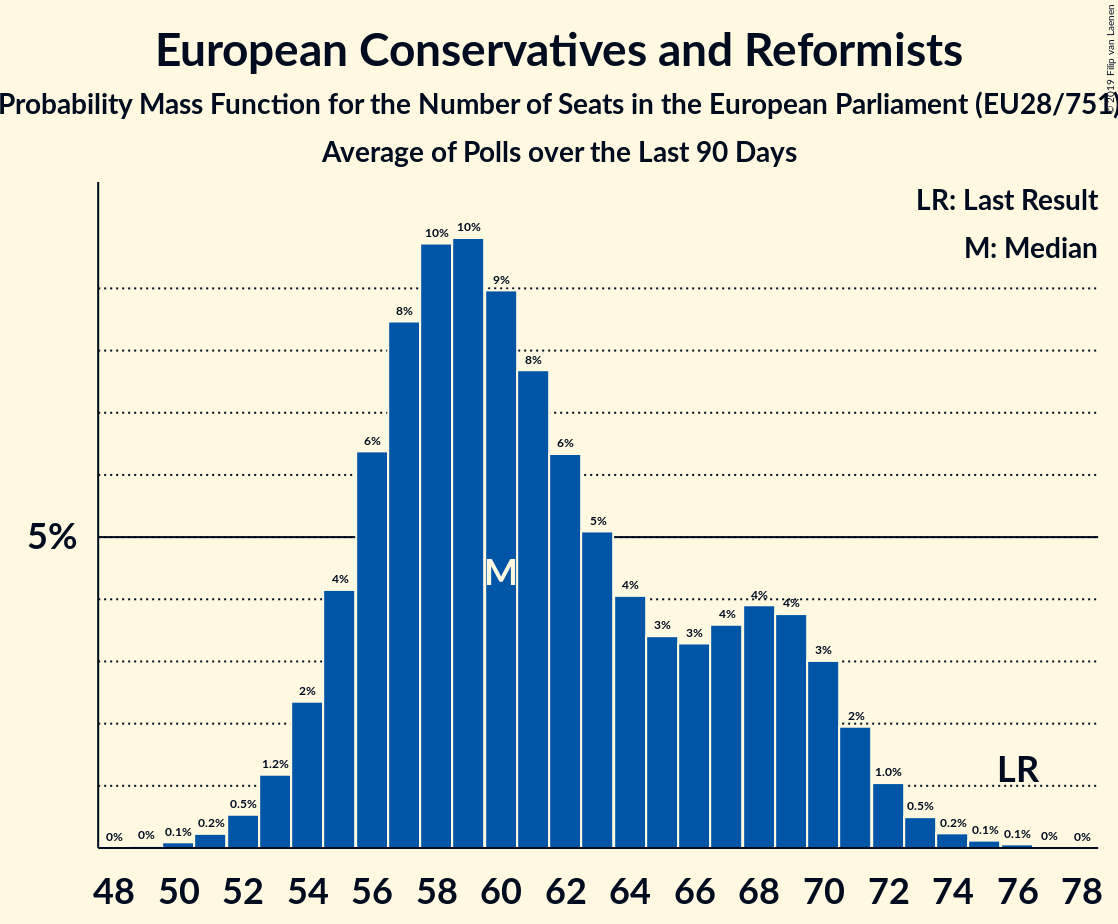 European Conservatives and Reformists
Probability Mass Function for the Number of Seats in the European Parliament (EU28/751)
Average of Polls over the Last 90 Days
© 2019 Filip van Laenen
LR: Last Result
M: Median
5%
0% 0% 0.1% 0.2% 0.5% 1.2% 2% 4% 6% 8% 10% 10% 9% 8% 6% 5% 4% 3% 3% 4% 4% 4% 3% 2% 1.0% 0.5% 0.2% 0.1% 0.1% 0% 0%
M
LR
48 50 52 54 56 58 60 62 64 66 68 70 72 74 76 78